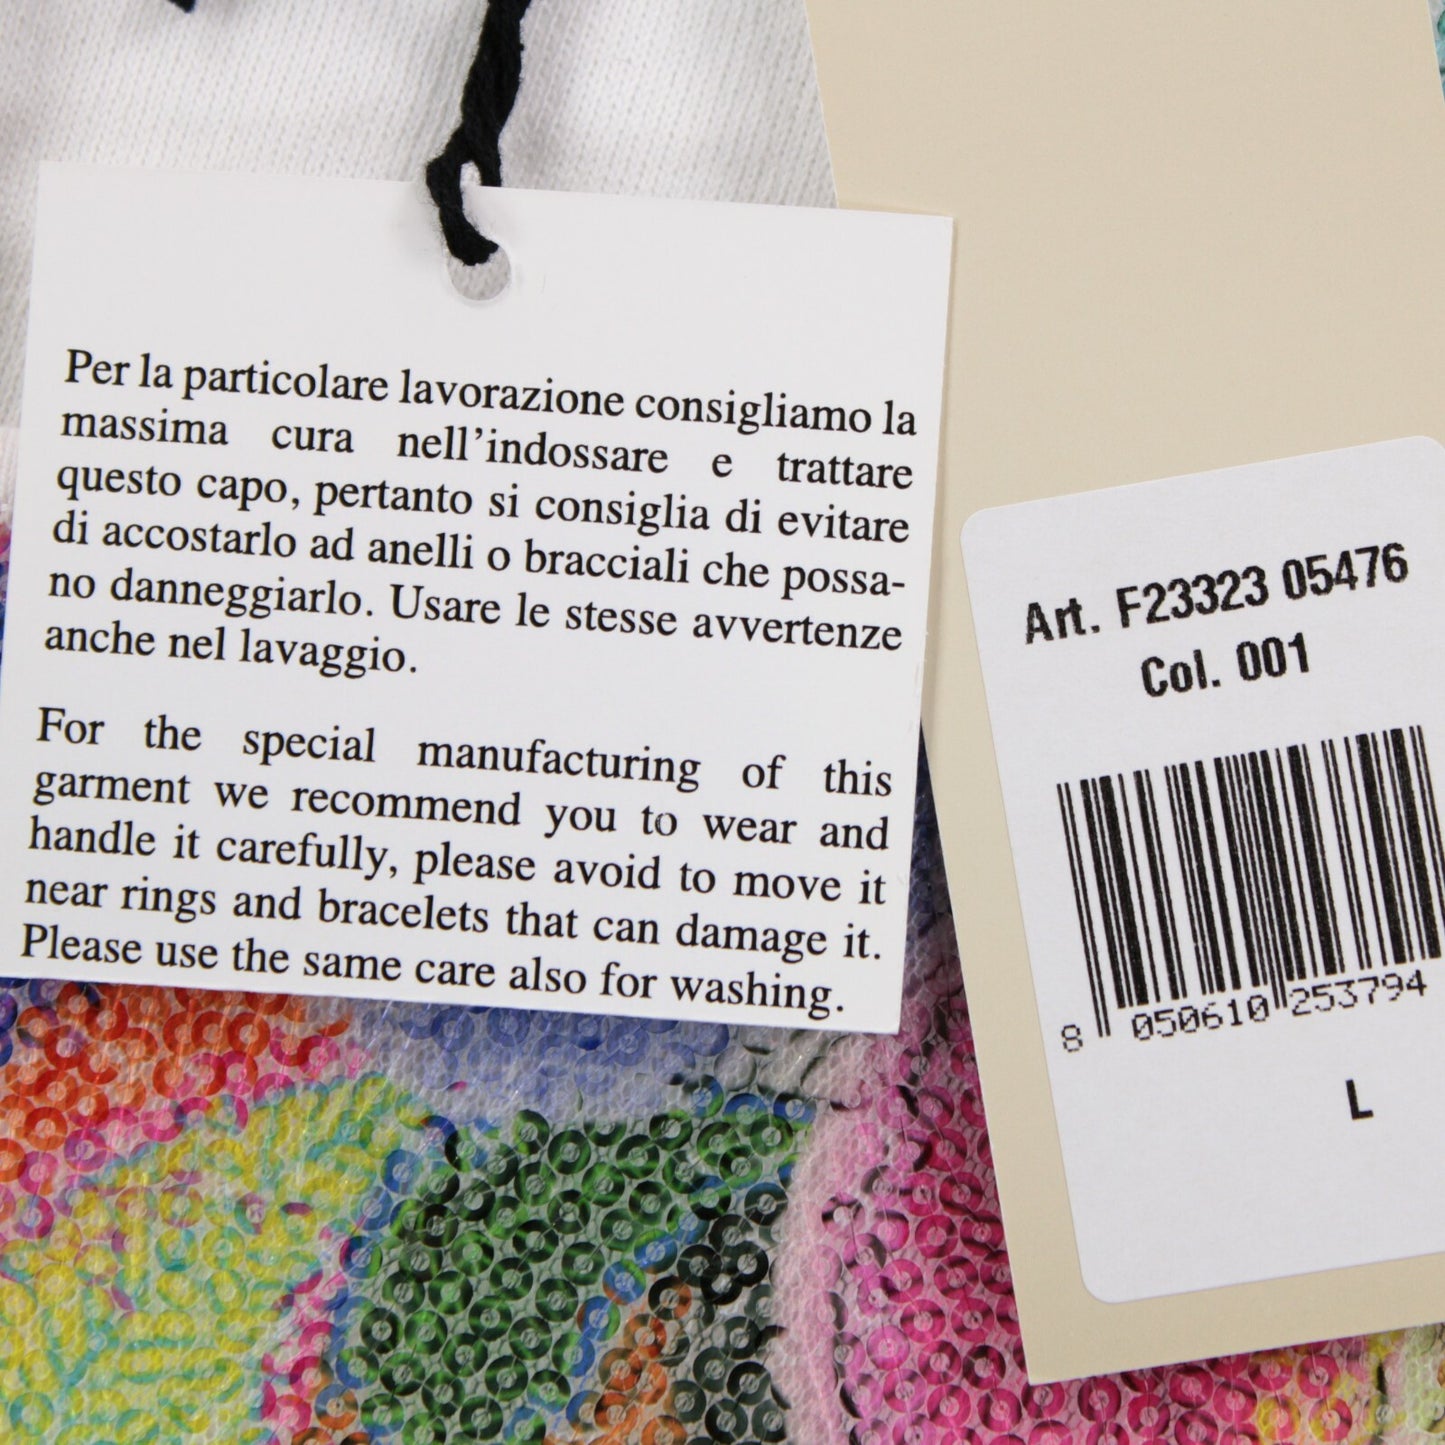 Per la particolare lavorazione consigliamo la
massima cura nell'indossare e trattare
questo capo, pertanto si consiglia di evitare
di accostarlo ad anelli o bracciali che possa-
no danneggiarlo. Usare le stesse avvertenze
anche nel lavaggio.
For the special manufacturing of this
garment we recommend you to wear and
handle it carefully, please avoid to move it
near rings and bracelets that can damage it.
Please use the same care also for washing.
Art. F23323 05476
Col. 001
8 050610 253794
L